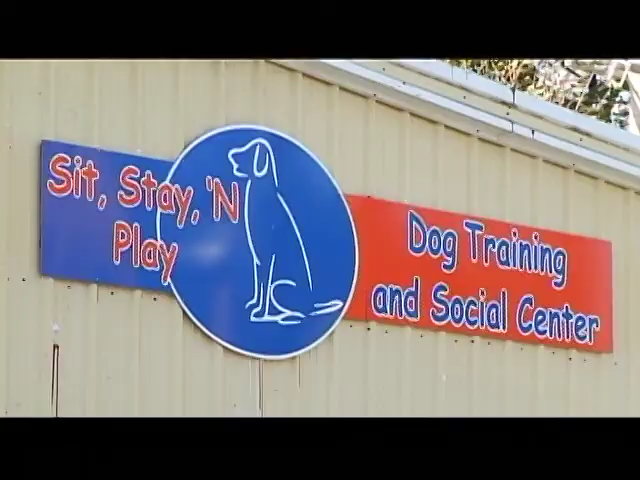 Sit, Stay, 'N
Play
Dog Training
and Social Center